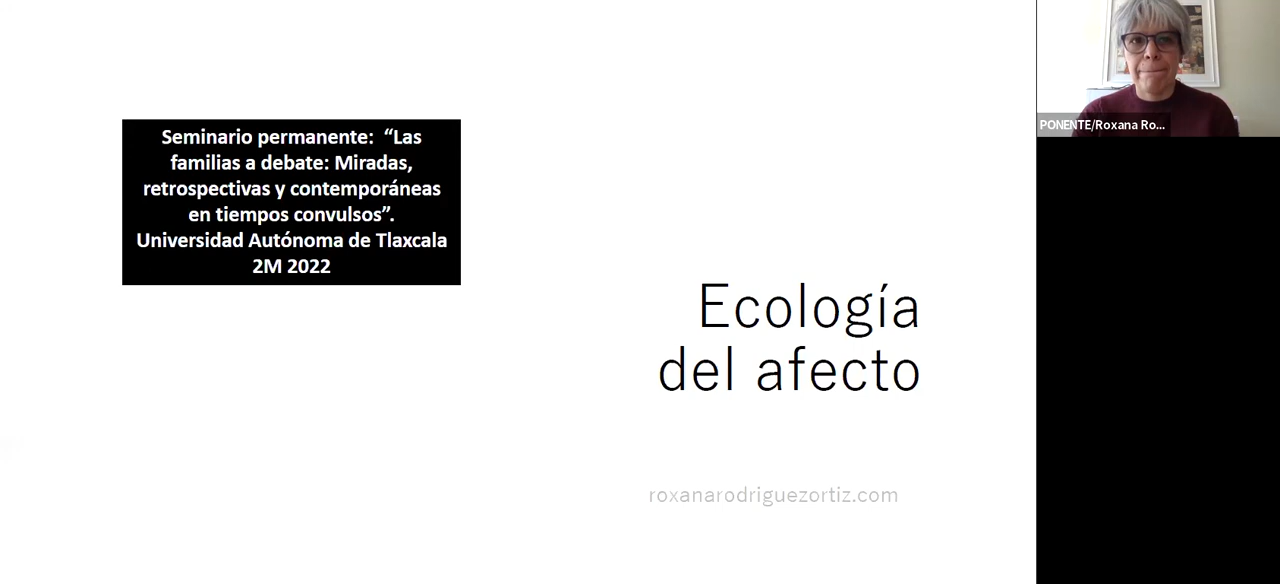 Seminario permanente: “Las
familias a debate: Miradas,
retrospectivas y contemporáneas
en tiempos convulsos”.
Universidad Autónoma de Tlaxcala
2M 2022
Ecología
del afecto
roxanarodriguezortiz.com
PONENTE/Roxana Ro...